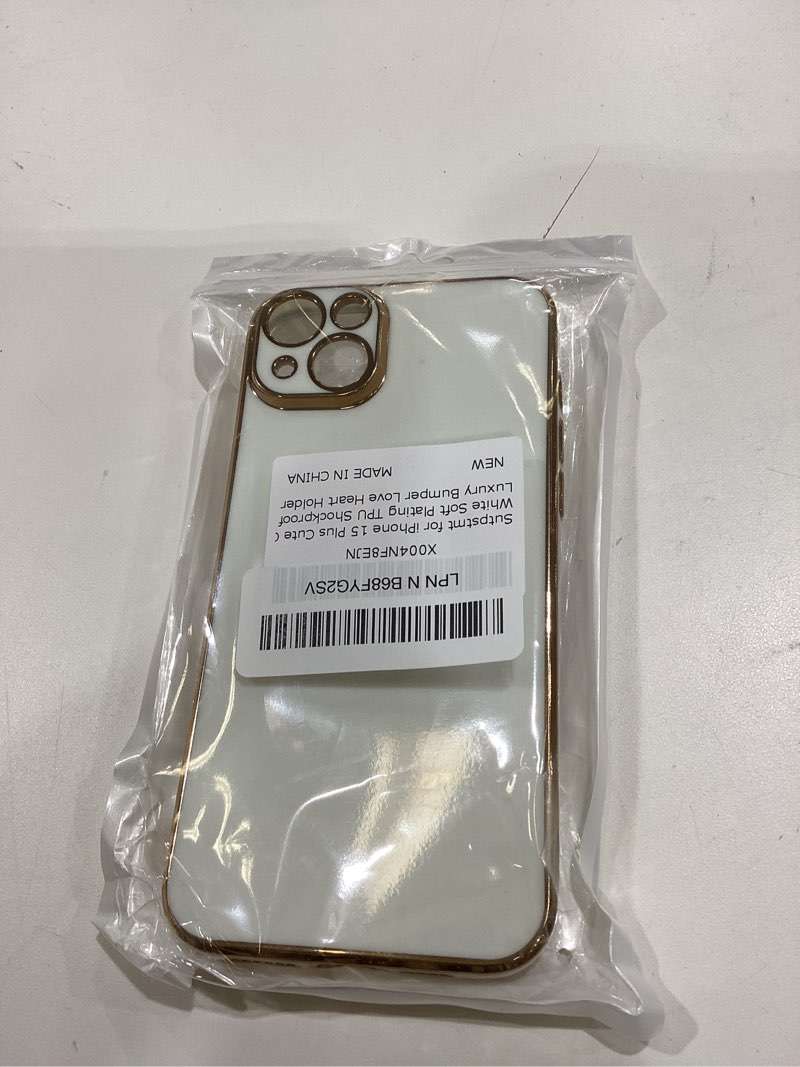 LPN N B68FYG2SV
X004NF8EJN
Sutpstmt for iPhone 15 Plus Cute
White Soft Plating TPU Shockproof
Luxury Bumper Love Heart Holder
NEW MADE IN CHINA